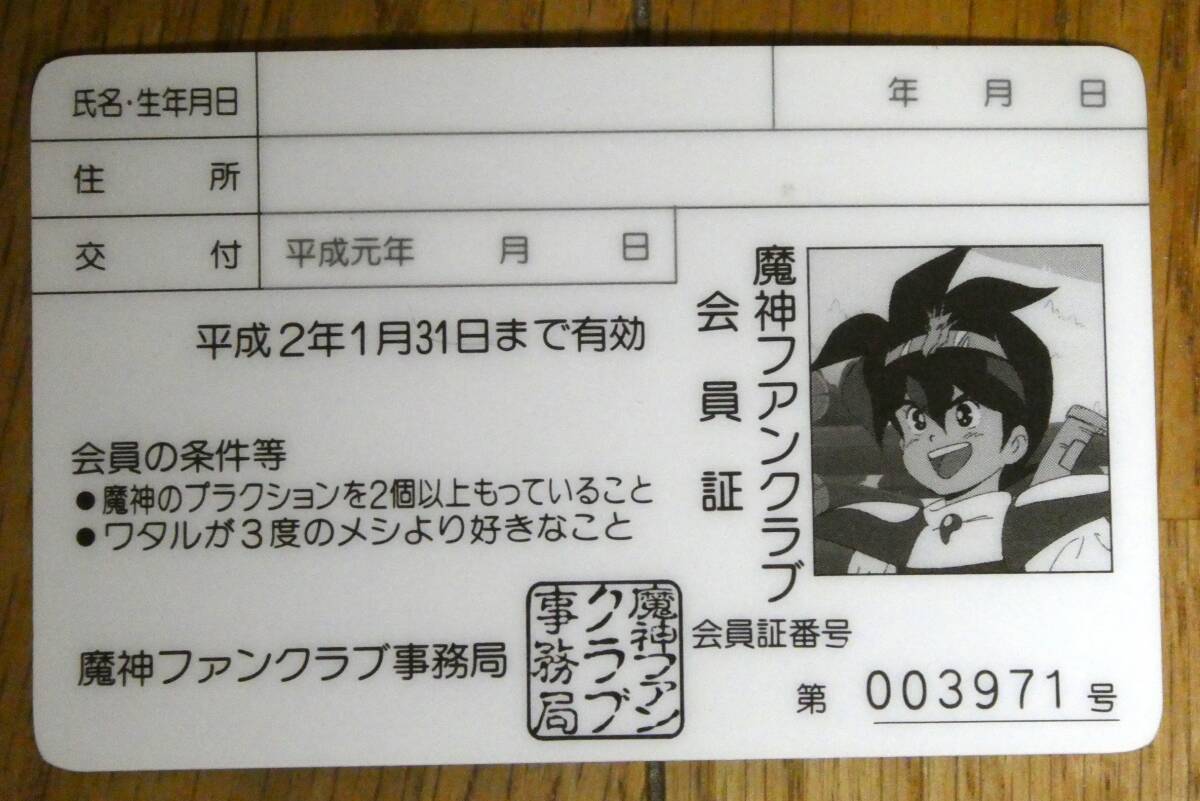 氏名・生年月日
年 月 日
住 所
交 付
平成元年 月 日
平成2年1月31日まで有効
魔神ファンクラブ
会員証
会員の条件等
●魔神のプラクションを2個以上もっていること
●ワタルが3度のメシより好きなこと
魔神ファンクラブ事務局
魔神ファン
クラブ
事務局
会員証番号
第 003971 号